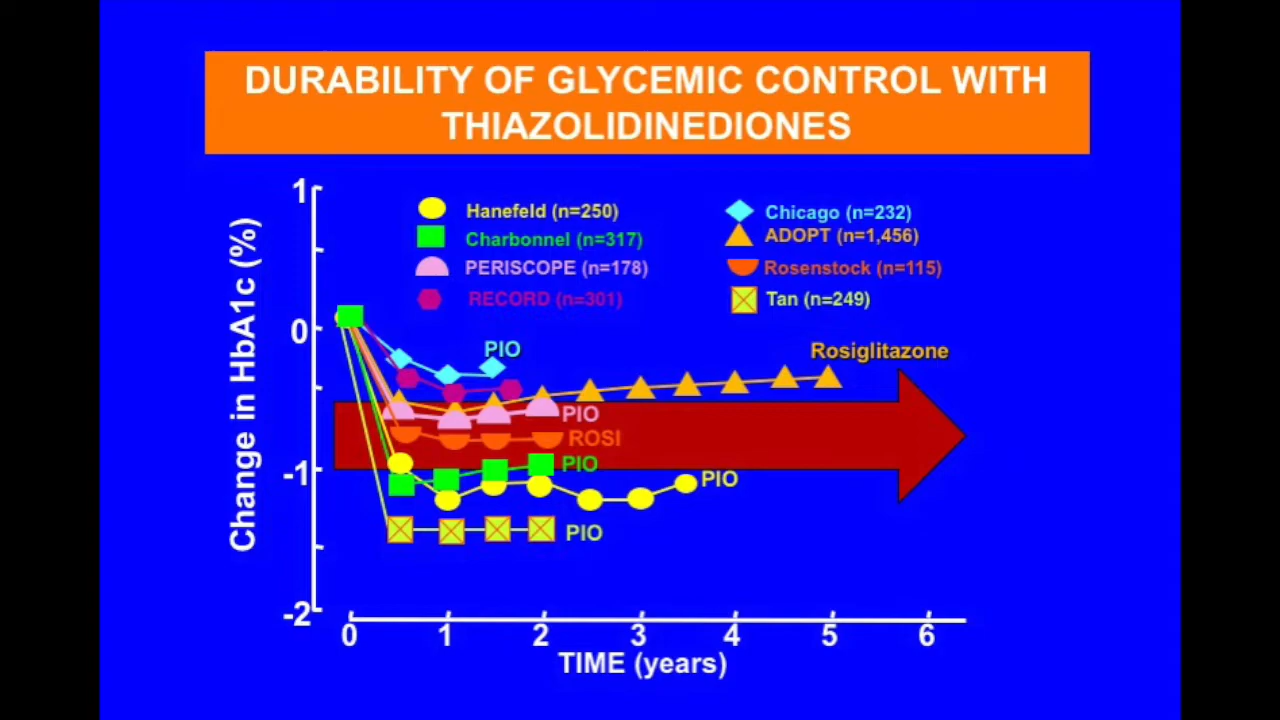 DURABILITY OF GLYCEMIC CONTROL WITH
THIAZOLIDINEDIONES
Change in HbA1c (%)
1
0
-1
-2
Hanefeld (n=250)
Charbonnel (n=317)
PERISCOPE (n=178)
RECORD (n=301)
Chicago (n=232)
ADOPT (n=1,456)
Rosenstock (n=115)
Tan (n=249)
PIO
Rosiglitazone
PIO
ROSI
PIO
PIO
PIO
0 1 2 3 4 5 6
TIME (years)